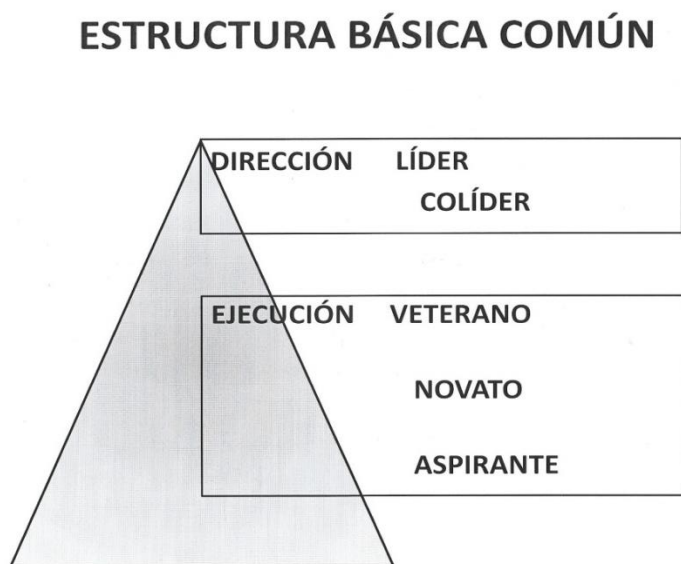 ESTRUCTURA BÁSICA COMÚN
DIRECCIÓN LÍDER
COLÍDER
EJECUCIÓN VETERANO
NOVATO
ASPIRANTE